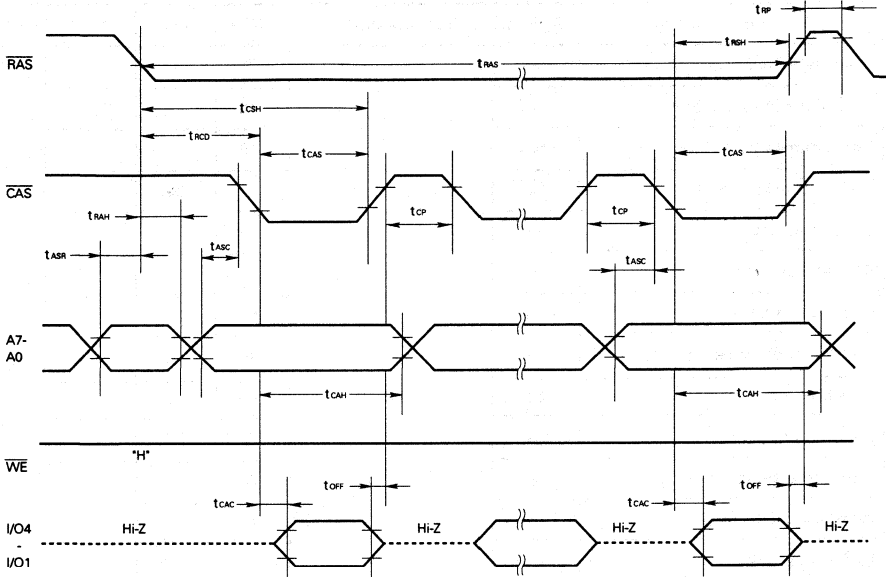 tRP
tRSH
RAS
tRAS
tCSH
tRCD
tCAS
tCAS
CAS
tRAH
tCP
tCP
tASC
tASR
tASC
A7-
A0
tCAH
tCAH
WE
"H"
tOFF
tOFF
tCAC
tCAC
I/O4
-
I/O1
Hi-Z
Hi-Z
Hi-Z
Hi-Z